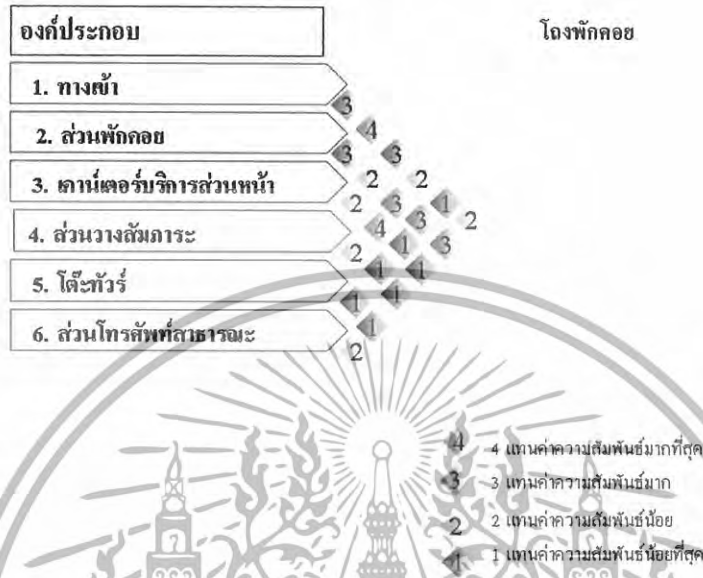 องค์ประกอบ
โถงพักคอย
1. ทางเข้า
3
4
2. ส่วนพักคอย
3 3
2 2
3. เคาน์เตอร์บริการส่วนหน้า
2 3 1
4 3 2
4. ส่วนวางสัมภาระ
2 1 3
1 1
5. โต๊ะทัวร์
1 1
1
6. ส่วนโทรศัพท์สาธารณะ
2
4 4 แทนค่าความสัมพันธ์มากที่สุด
3 3 แทนค่าความสัมพันธ์มาก
2 2 แทนค่าความสัมพันธ์น้อย
1 1 แทนค่าความสัมพันธ์น้อยที่สุด